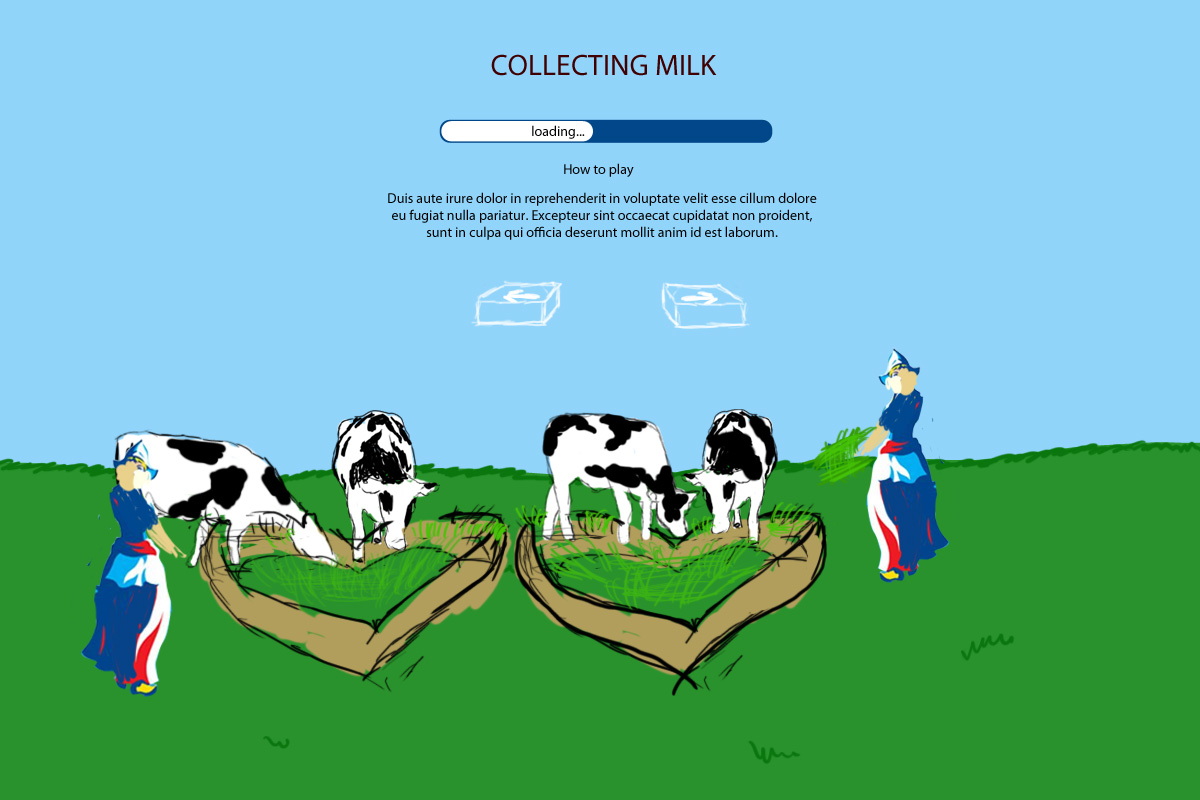 COLLECTING MILK
loading...
How to play
Duis aute irure dolor in reprehenderit in voluptate velit esse cillum dolore
eu fugiat nulla pariatur. Excepteur sint occaecat cupidatat non proident,
sunt in culpa qui officia deserunt mollit anim id est laborum.